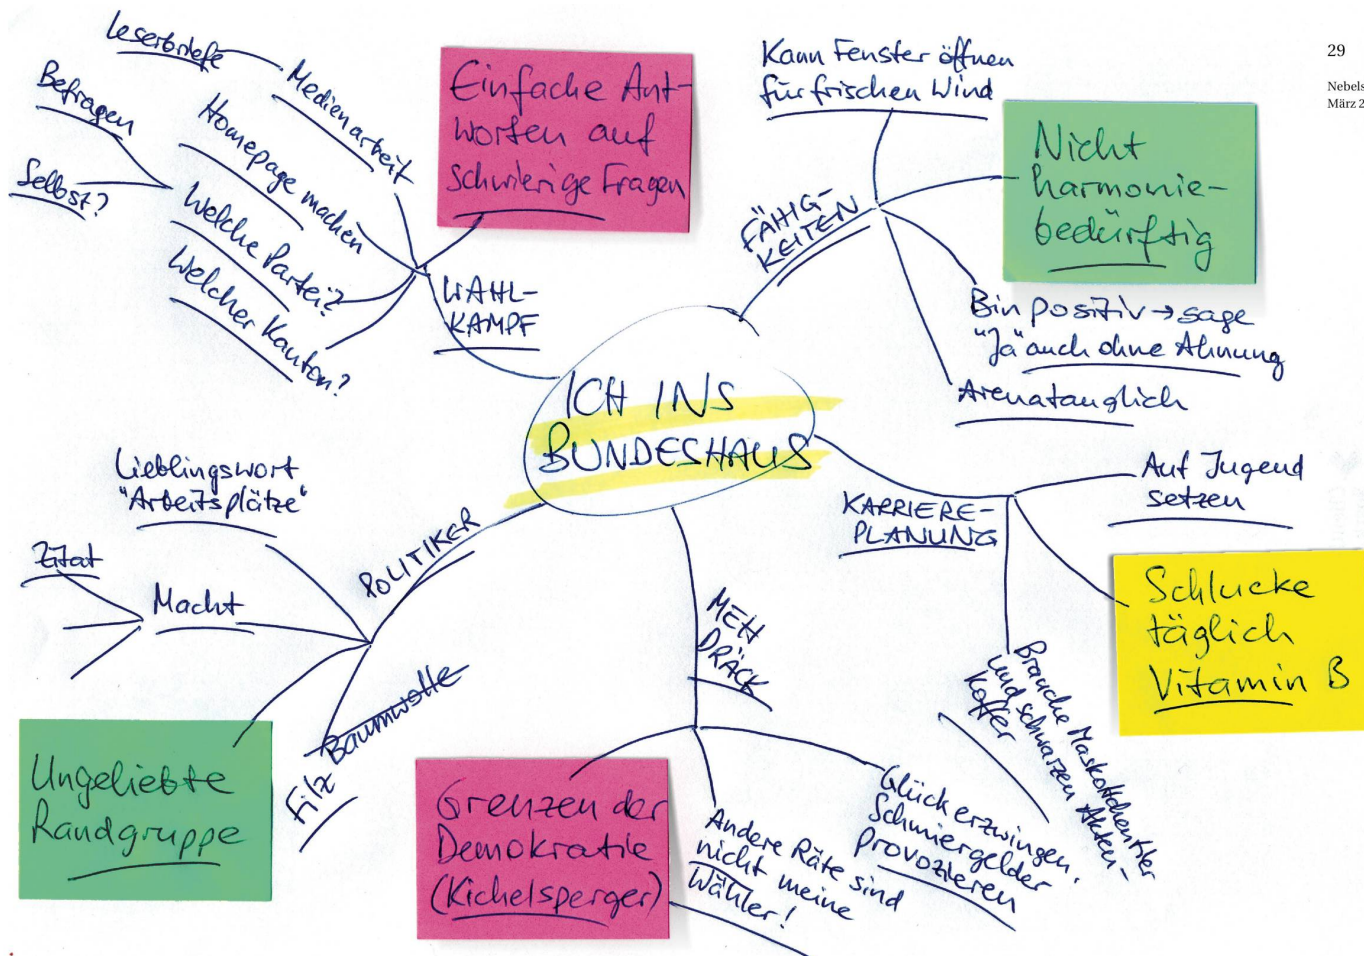 29
Nebels
März 2
Leserbriefe
Medienarbeit
Befragen
Homepage machen
Selbst?
Welche Partei?
Welcher Kanton?
Einfache Ant-
worten auf
schwierige Fragen
WAHL-
KAMPF
Kann Fenster öffnen
für frischen Wind
FÄHIG-
KEITEN
Nicht
harmonie-
bedürftig
Bin positiv → sage
"Ja" auch ohne Ahnung
Arenatauglich
ICH INS
BUNDESHAUS
KARRIERE-
PLANUNG
Auf Jugend
setzen
Schlucke
täglich
Vitamin B
Brauche Maskottchentier
und schwarzen Akten-
koffer
Lieblingswort
"Arbeitsplätze"
POLITIKER
Zitat
Macht
Baumwolle
Filz
Ungeliebte
Randgruppe
MEH
DRÄCK
Grenzen der
Demokratie
(Kichelsperger)
Andere Räte sind
nicht meine
Wähler!
Glück erzwingen.
Schmiergelder
Provozieren